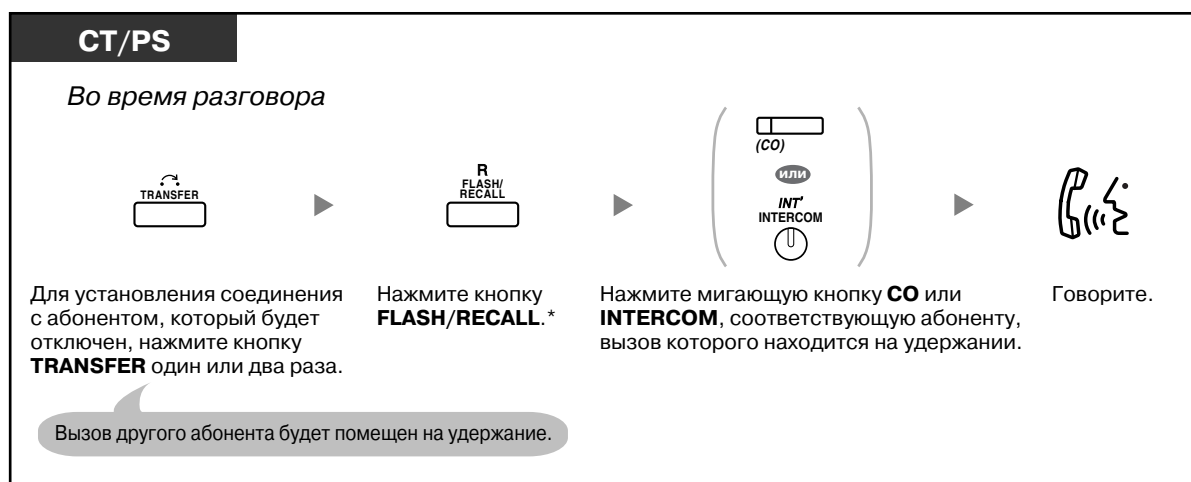 CT/PS
Во время разговора
TRANSFER
R
FLASH/
RECALL
(CO)
или
INT'
INTERCOM
Для установления соединения
с абонентом, который будет
отключен, нажмите кнопку
TRANSFER один или два раза.
Нажмите кнопку
FLASH/RECALL.*
Нажмите мигающую кнопку CO или
INTERCOM, соответствующую абоненту,
вызов которого находится на удержании.
Говорите.
Вызов другого абонента будет помещен на удержание.